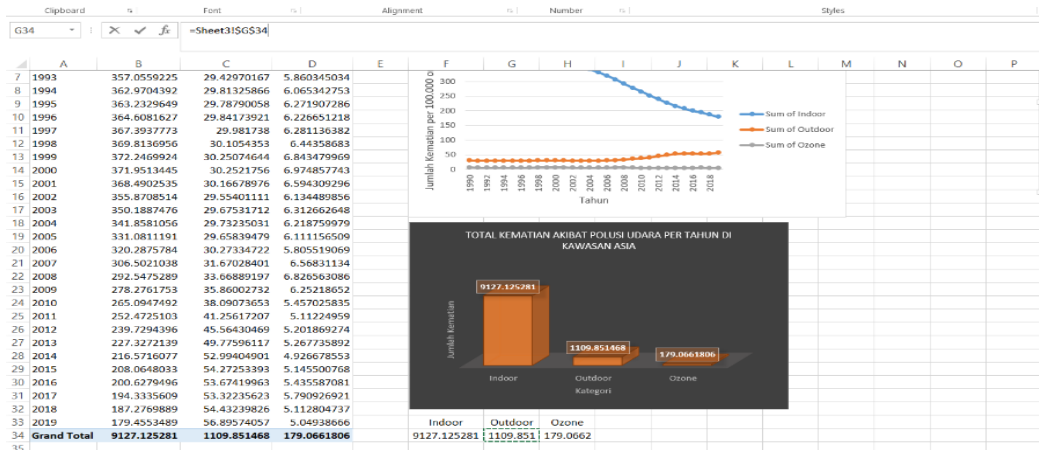 Clipboard Font Alignment Number Styles
G34 =Sheet3!$G$34
A B C D E F G H I J K L M N O P
7 1993 357.0559225 29.42970167 5.860345034
8 1994 362.9704392 29.81325866 6.065342753
9 1995 363.2329649 29.78790058 6.271907286
10 1996 364.6081627 29.84173921 6.226651218
11 1997 367.3937773 29.981738 6.281136382
12 1998 369.8136956 30.1054353 6.44358683
13 1999 372.2469924 30.25074644 6.843479969
14 2000 371.9513445 30.2521756 6.974857743
15 2001 368.4902535 30.16678976 6.594309296
16 2002 355.8708514 29.55401111 6.134489856
17 2003 350.1887476 29.67531712 6.312662648
18 2004 341.8581056 29.73235031 6.218759979
19 2005 331.0811191 29.65839479 6.111156509
20 2006 320.2875784 30.27334722 5.805519069
21 2007 306.5021038 31.67028401 6.56831134
22 2008 292.5475289 33.66889197 6.826563086
23 2009 278.2761753 35.86002732 6.25218652
24 2010 265.0947492 38.09073653 5.457025835
25 2011 252.4725103 41.25617207 5.11224959
26 2012 239.7294396 45.56430469 5.201869274
27 2013 227.3272139 49.77596117 5.267735892
28 2014 216.5716077 52.99404901 4.926678553
29 2015 208.0648033 54.27253393 5.145500768
30 2016 200.6279496 53.67419963 5.435587081
31 2017 194.3335609 53.32235623 5.790926921
32 2018 187.2769889 54.43239826 5.112804737
33 2019 179.4553489 56.89574057 5.04938666
34 Grand Total 9127.125281 1109.851468 179.0661806
35
Jumlah Kematian per 100.000
300
250
200
150
100
50
0
1990 1992 1994 1996 1998 2000 2002 2004 2006 2008 2010 2012 2014 2016 2018
Tahun
Sum of Indoor
Sum of Outdoor
Sum of Ozone
TOTAL KEMATIAN AKIBAT POLUSI UDARA PER TAHUN DI
KAWASAN ASIA
Jumlah Kematian
9127.125281
1109.851468
179.0661806
Indoor Outdoor Ozone
Kategori
Indoor Outdoor Ozone
9127.125281 1109.851 179.0662